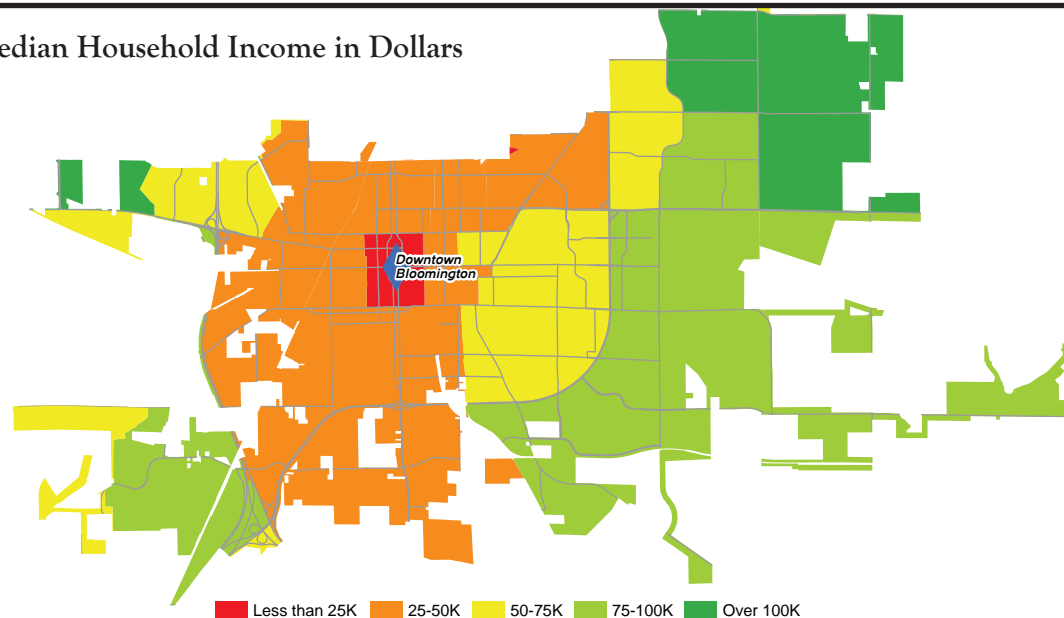 edian Household Income in Dollars
Downtown
Bloomington
Less than 25K
25-50K
50-75K
75-100K
Over 100K